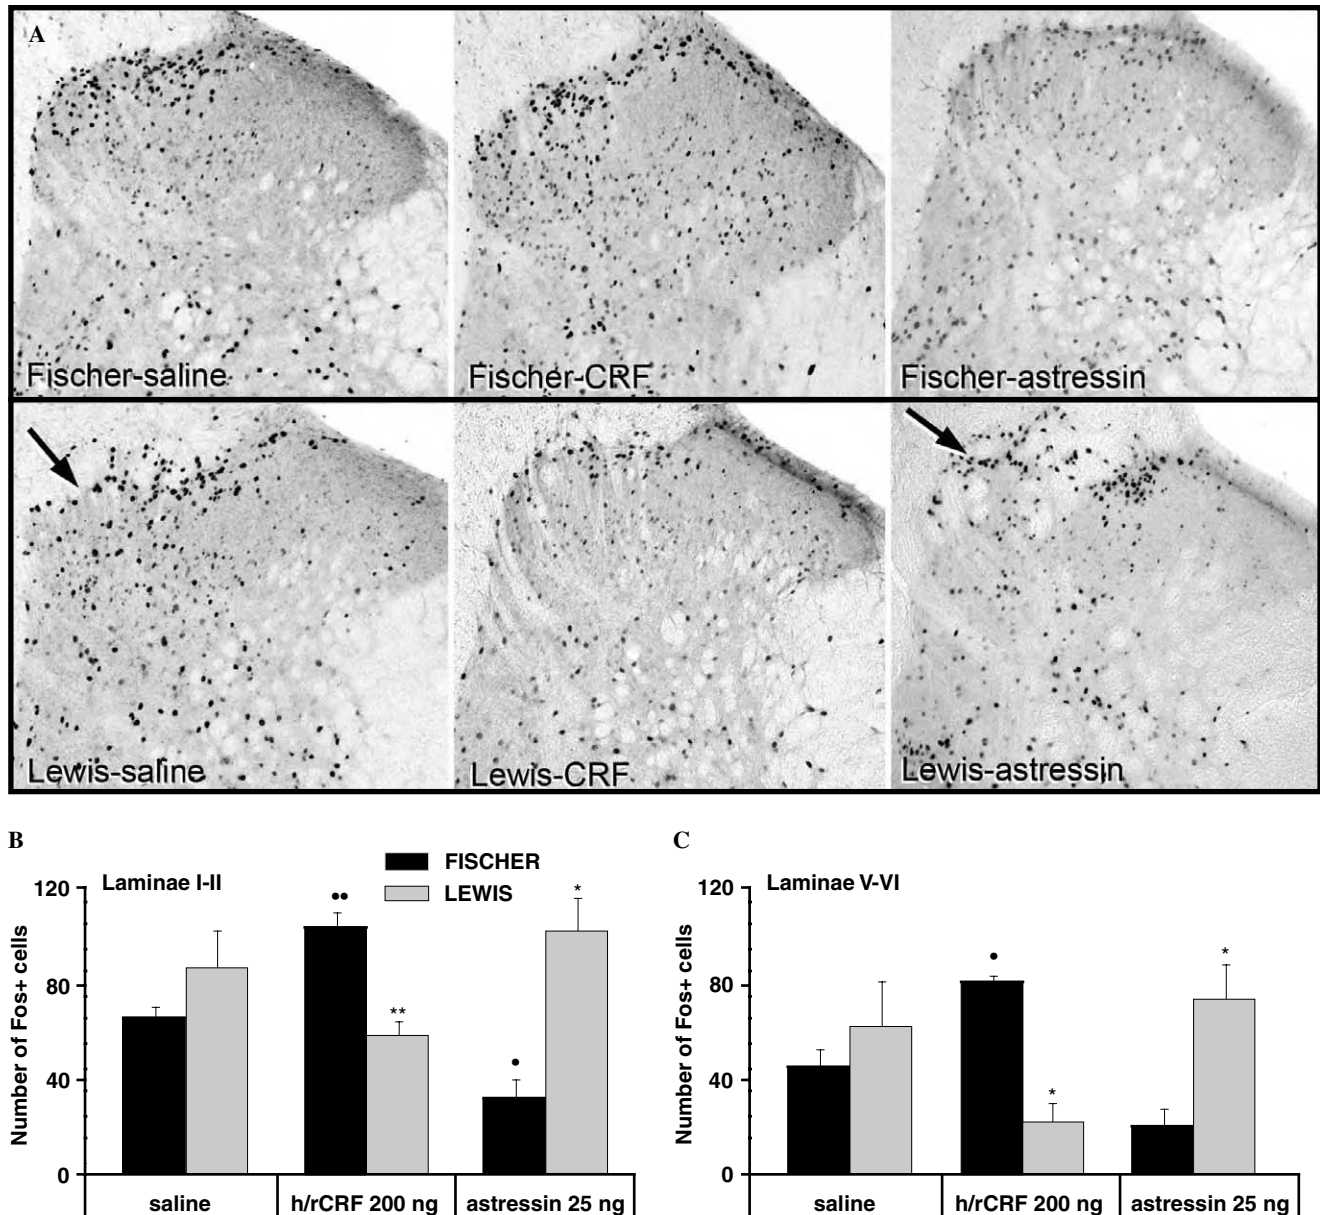 A
Fischer-saline
Fischer-CRF
Fischer-astressin
Lewis-saline
Lewis-CRF
Lewis-astressin
B
FISCHER
LEWIS
Laminae I-II
Number of Fos+ cells
120
80
40
0
••
**
•
*
saline
h/rCRF 200 ng
astressin 25 ng
C
Laminae V-VI
Number of Fos+ cells
120
80
40
0
•
*
*
saline
h/rCRF 200 ng
astressin 25 ng